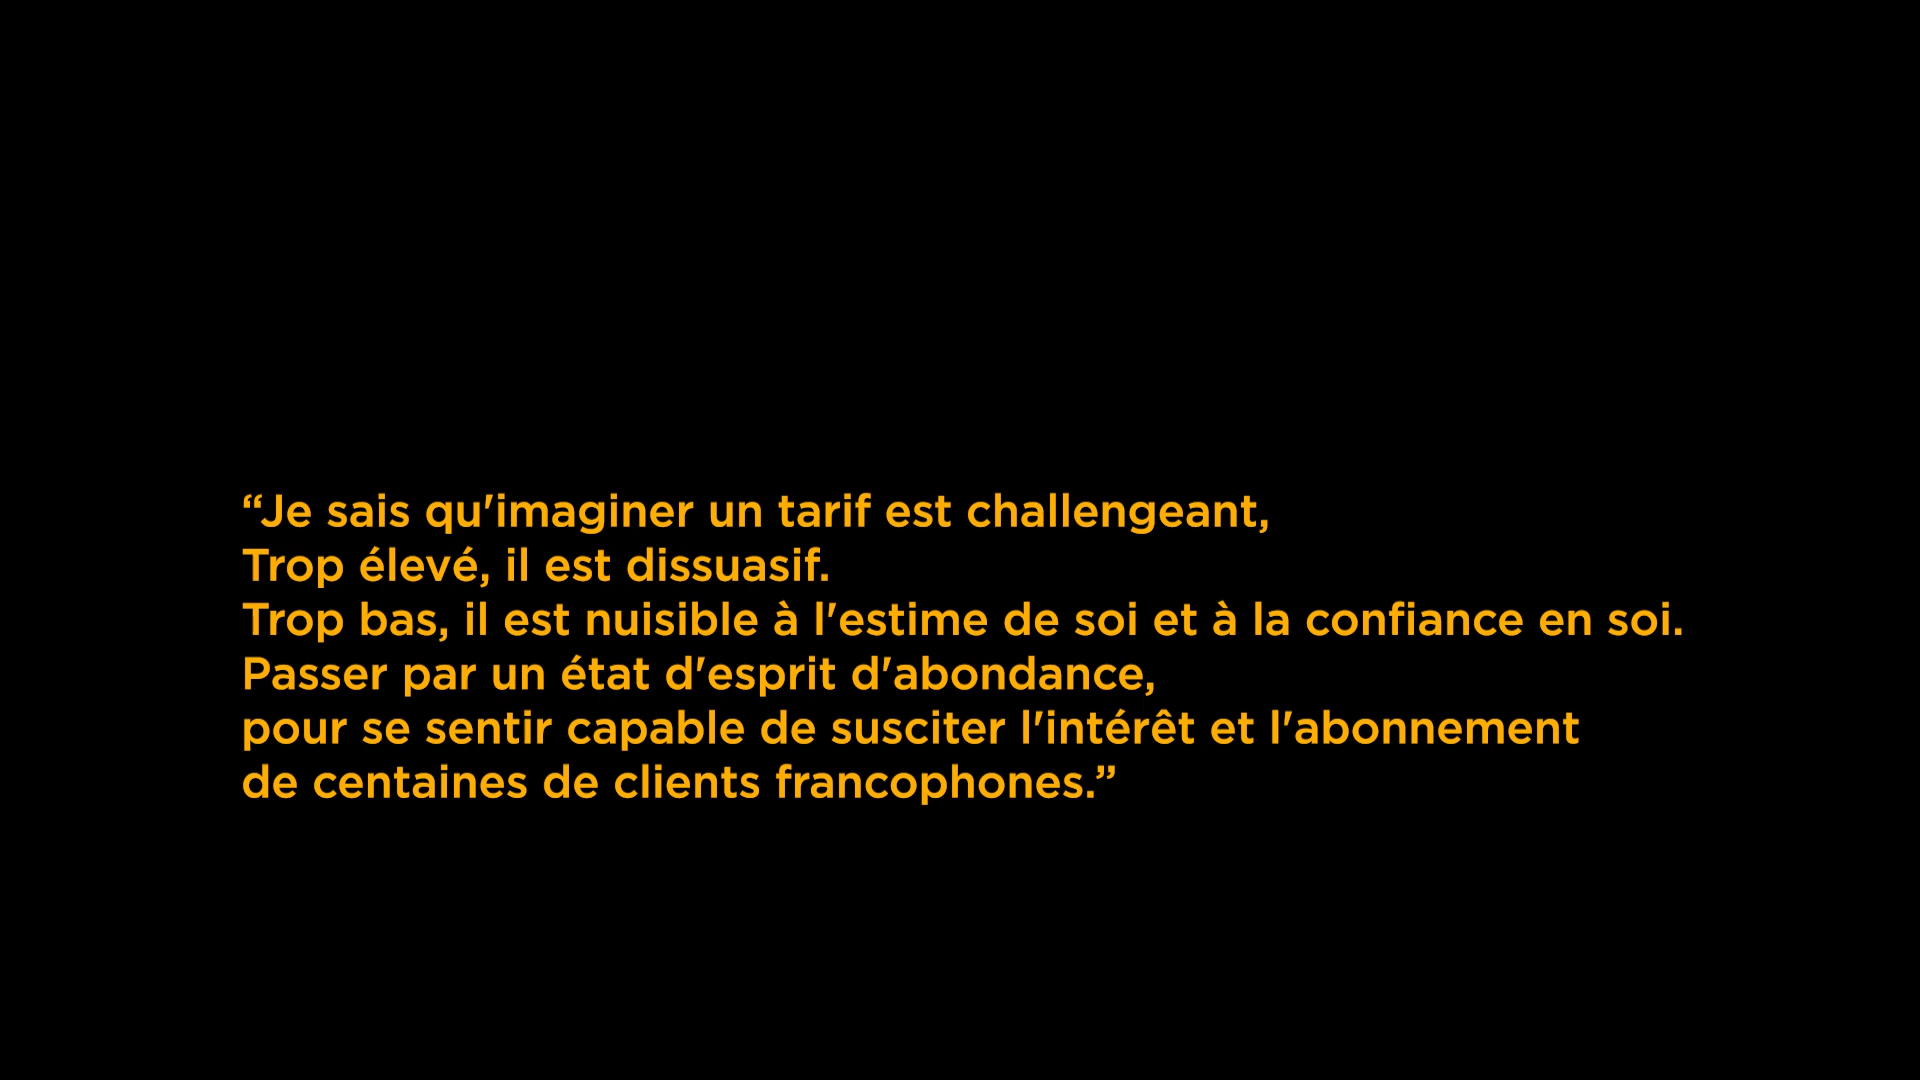 “Je sais qu'imaginer un tarif est challengeant,
Trop élevé, il est dissuasif.
Trop bas, il est nuisible à l'estime de soi et à la confiance en soi.
Passer par un état d'esprit d'abondance,
pour se sentir capable de susciter l'intérêt et l'abonnement
de centaines de clients francophones.”